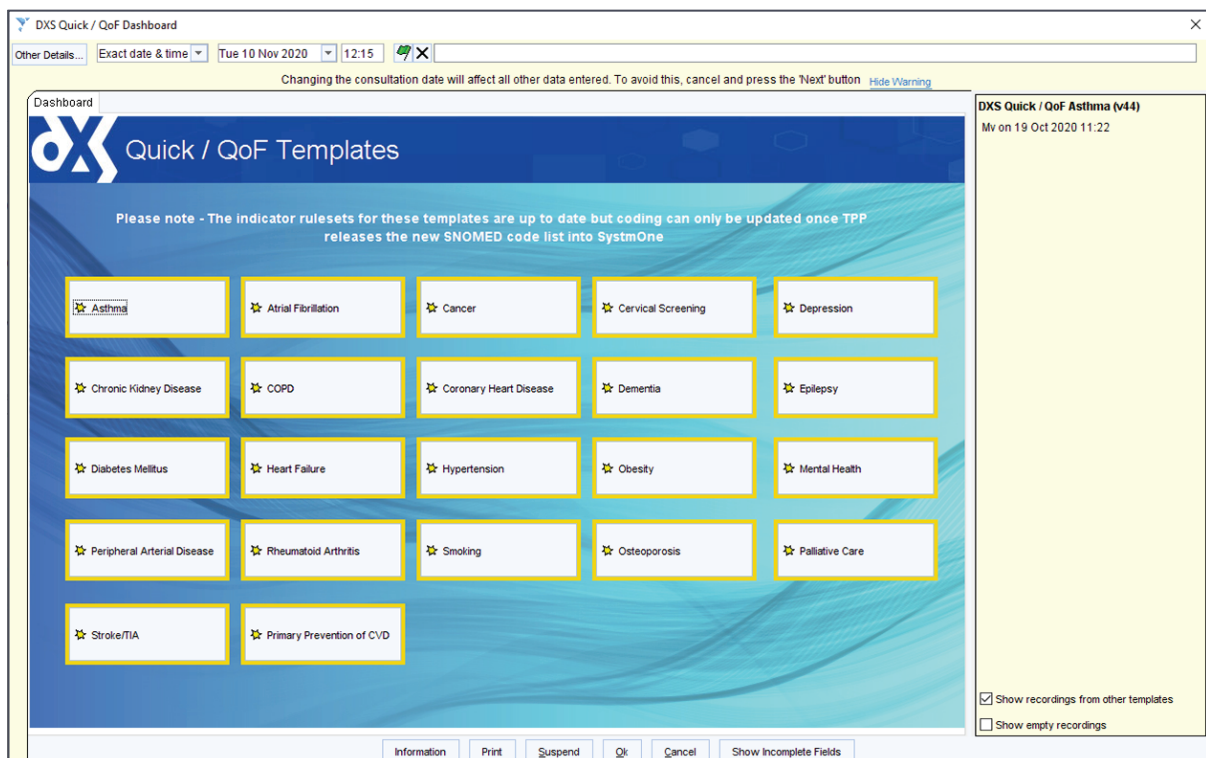 DXS Quick / QoF Dashboard
Other Details... Exact date & time Tue 10 Nov 2020 12:15
Changing the consultation date will affect all other data entered. To avoid this, cancel and press the 'Next' button Hide Warning
Dashboard
dXS Quick / QoF Templates
Please note - The indicator rulesets for these templates are up to date but coding can only be updated once TPP
releases the new SNOMED code list into SystmOne
Asthma Atrial Fibrillation Cancer Cervical Screening Depression
Chronic Kidney Disease COPD Coronary Heart Disease Dementia Epilepsy
Diabetes Mellitus Heart Failure Hypertension Obesity Mental Health
Peripheral Arterial Disease Rheumatoid Arthritis Smoking Osteoporosis Palliative Care
Stroke/TIA Primary Prevention of CVD
DXS Quick / QoF Asthma (v44)
Mv on 19 Oct 2020 11:22
Show recordings from other templates
Show empty recordings
Information Print Suspend Ok Cancel Show Incomplete Fields